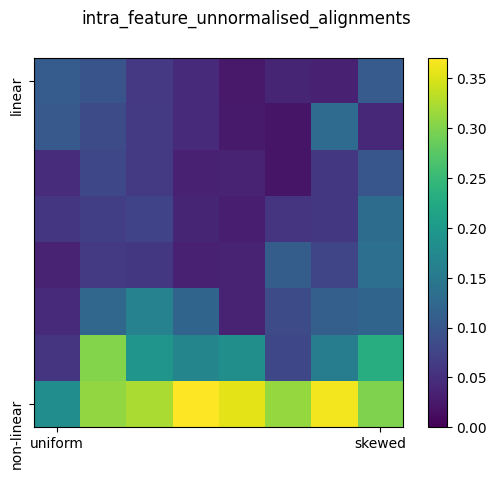 intra_feature_unnormalised_alignments
linear
non-linear
uniform
skewed
0.35
0.30
0.25
0.20
0.15
0.10
0.05
0.00